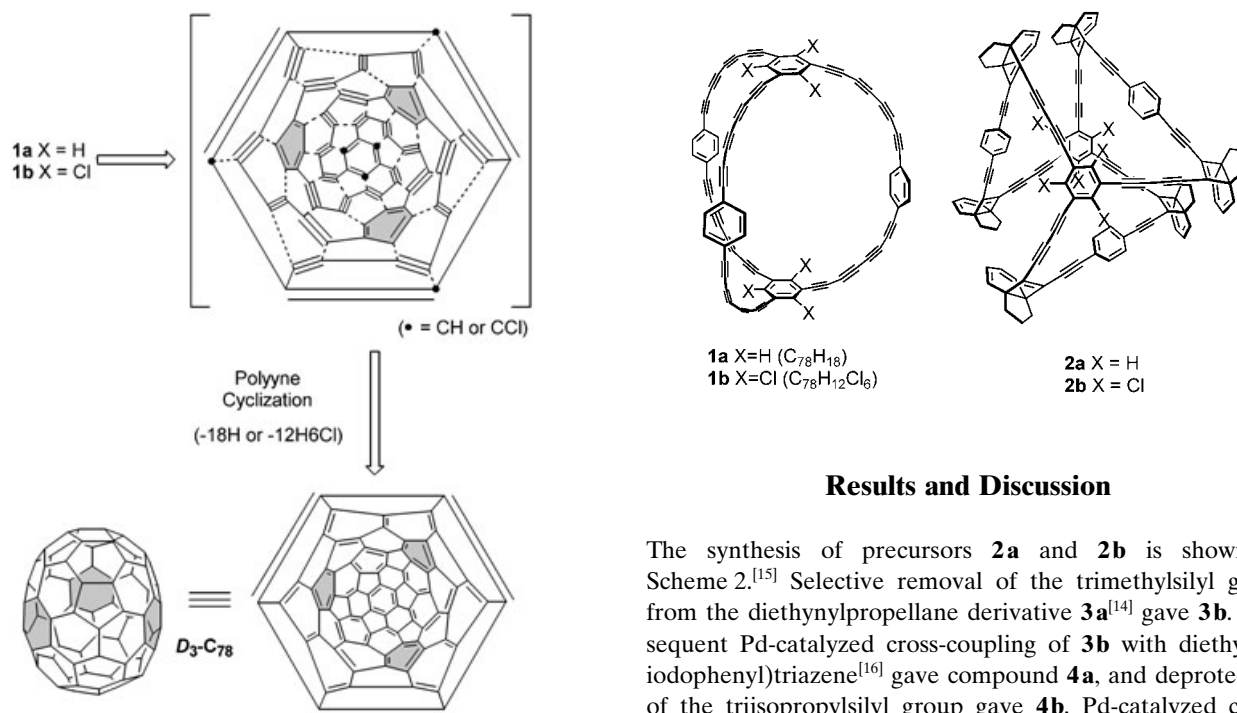 1a X = H
1b X = Cl
(• = CH or CCl)
Polyyne
Cyclization
(-18H or -12H6Cl)
D3-C78
X
X
X
X
X
X
1a X=H (C78H18)
1b X=Cl (C78H12Cl6)
X
X
X
X
X
X
2a X = H
2b X = Cl
Results and Discussion
The synthesis of precursors 2a and 2b is show
Scheme 2.[15] Selective removal of the trimethylsilyl g
from the diethynylpropellane derivative 3a[14] gave 3b.
sequent Pd-catalyzed cross-coupling of 3b with diethy
iodophenyl)triazene[16] gave compound 4a, and deprote
of the triisopropylsilyl group gave 4b. Pd-catalyzed c